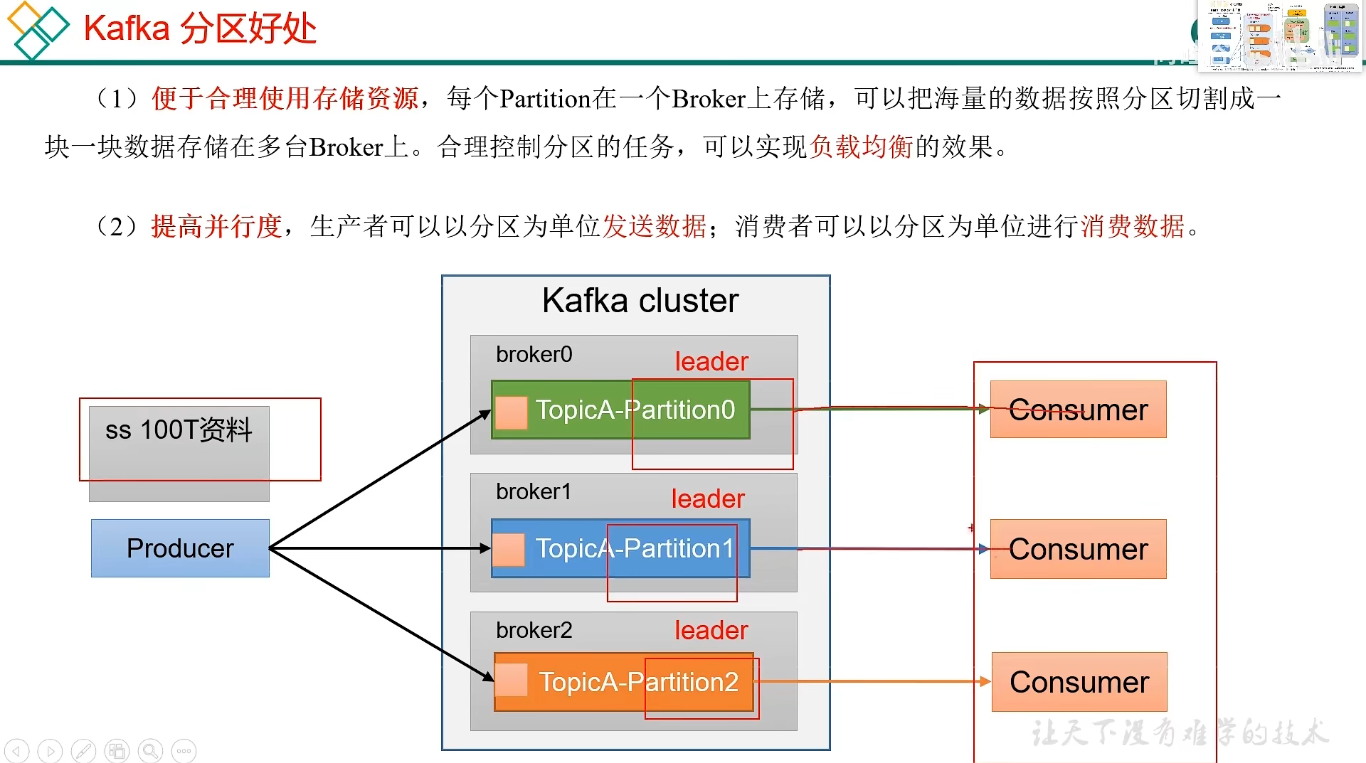 Kafka 分区好处
（1）便于合理使用存储资源，每个Partition在一个Broker上存储，可以把海量的数据按照分区切割成一
块一块数据存储在多台Broker上。合理控制分区的任务，可以实现负载均衡的效果。
（2）提高并行度，生产者可以以分区为单位发送数据；消费者可以以分区为单位进行消费数据。
Kafka cluster
broker0
leader
TopicA-Partition0
Consumer
ss 100T资料
broker1
leader
Producer
TopicA-Partition1
Consumer
broker2
leader
TopicA-Partition2
Consumer
让天下没有难学的技术